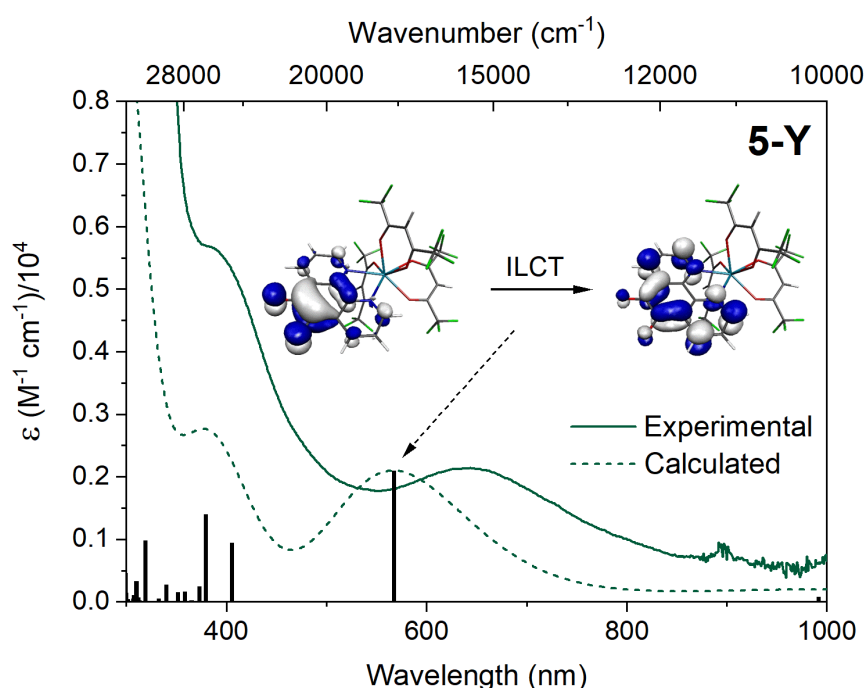 Wavenumber (cm⁻¹)
28000 20000 15000 12000 10000
0.8
5-Y
0.7
0.6
ILCT
0.5
0.4
0.3
Experimental
0.2
Calculated
0.1
0.0
400 600 800 1000
ε (M⁻¹ cm⁻¹)/10⁴
Wavelength (nm)